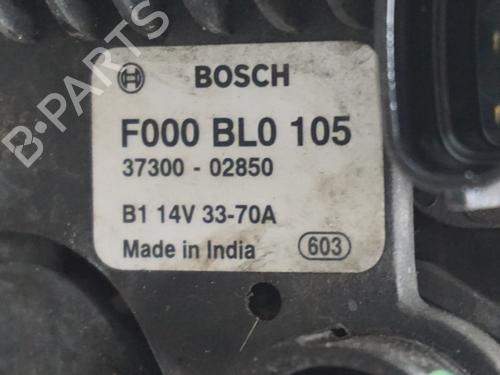 B-PARTS
BOSCH
F000 BL0 105
37300 - 02850
B1 14V 33-70A
Made in India 603